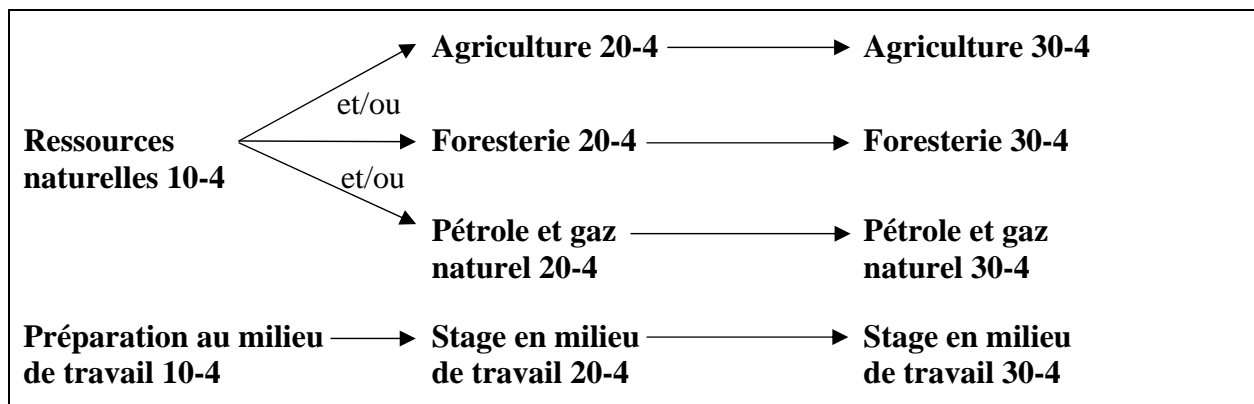 Agriculture 20-4
Agriculture 30-4
et/ou
Ressources
naturelles 10-4
Foresterie 20-4
Foresterie 30-4
et/ou
Pétrole et gaz
naturel 20-4
Pétrole et gaz
naturel 30-4
Préparation au milieu
de travail 10-4
Stage en milieu
de travail 20-4
Stage en milieu
de travail 30-4